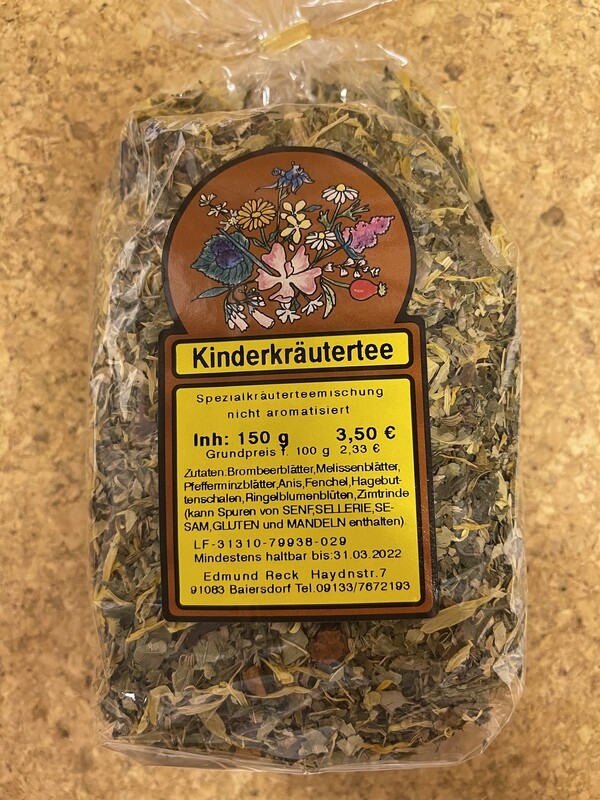 Kinderkräutertee
Spezialkräuterteemischung
nicht aromatisiert
Inh: 150 g 3,50 €
Grundpreis f. 100 g 2,33 €
Zutaten:Brombeerblätter,Melissenblätter,
Pfefferminzblätter,Anis,Fenchel,Hagebut-
tenschalen,Ringelblumenblüten,Zimtrinde
(kann Spuren von SENF,SELLERIE,SE-
SAM,GLUTEN und MANDELN enthalten)
LF-31310-79938-029
Mindestens haltbar bis:31.03.2022
Edmund Reck Haydnstr.7
91083 Baiersdorf Tel.09133/7672193